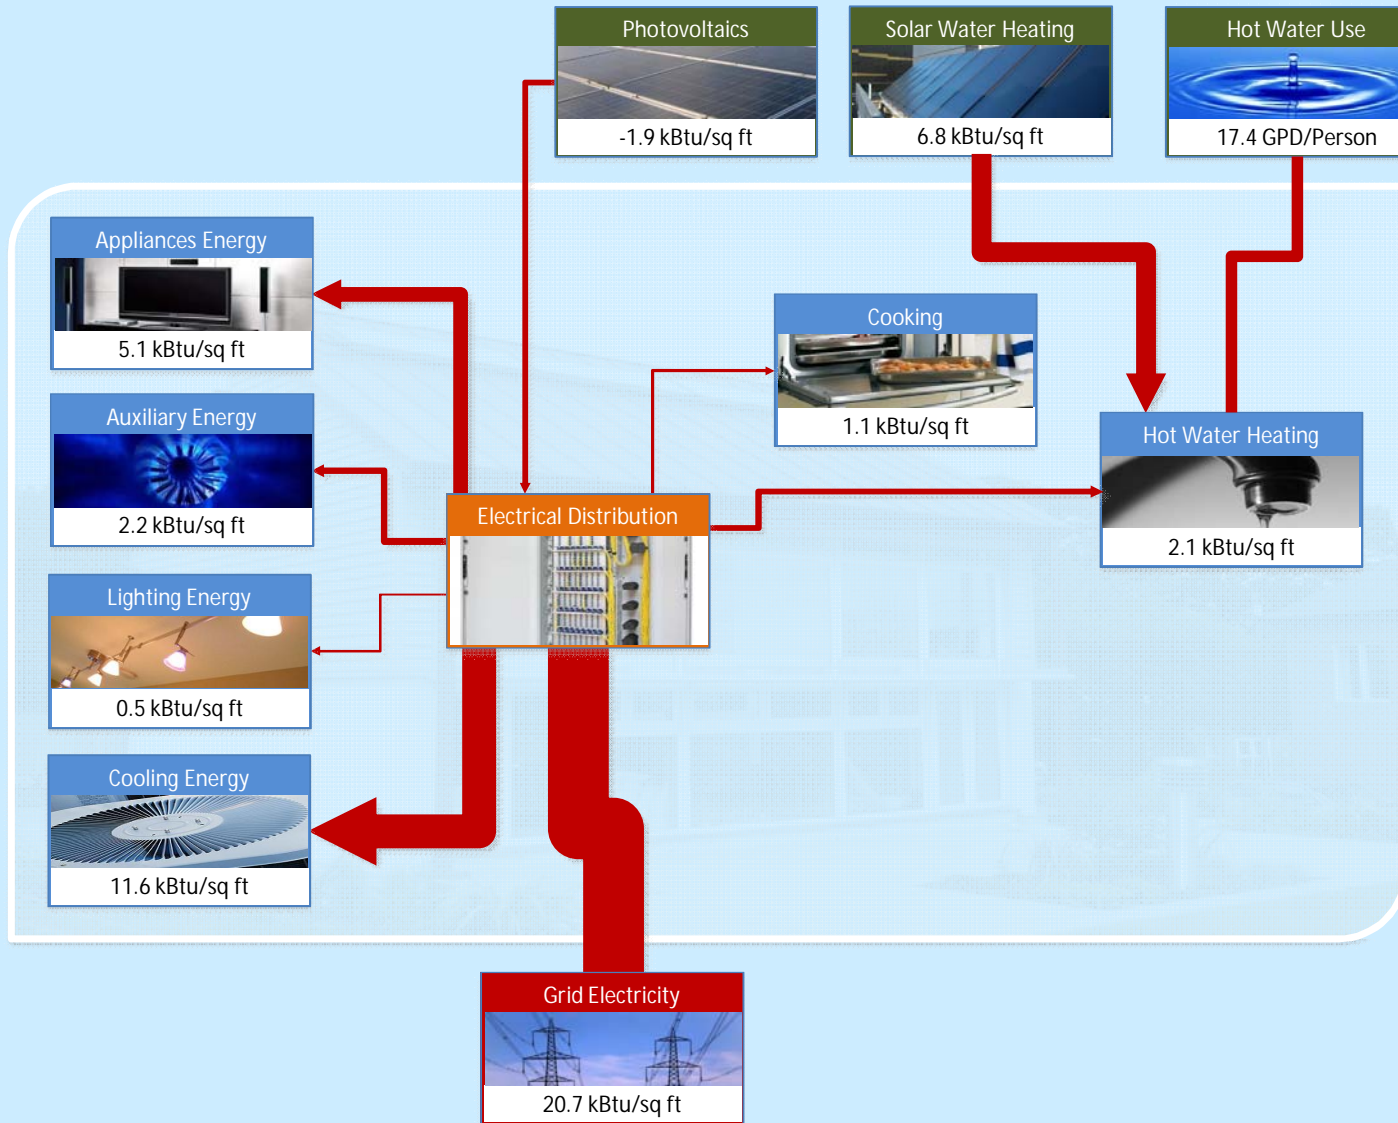 Photovoltaics
-1.9 kBtu/sq ft
Solar Water Heating
6.8 kBtu/sq ft
Hot Water Use
17.4 GPD/Person
Appliances Energy
5.1 kBtu/sq ft
Cooking
1.1 kBtu/sq ft
Auxiliary Energy
2.2 kBtu/sq ft
Hot Water Heating
2.1 kBtu/sq ft
Electrical Distribution
Lighting Energy
0.5 kBtu/sq ft
Cooling Energy
11.6 kBtu/sq ft
Grid Electricity
20.7 kBtu/sq ft